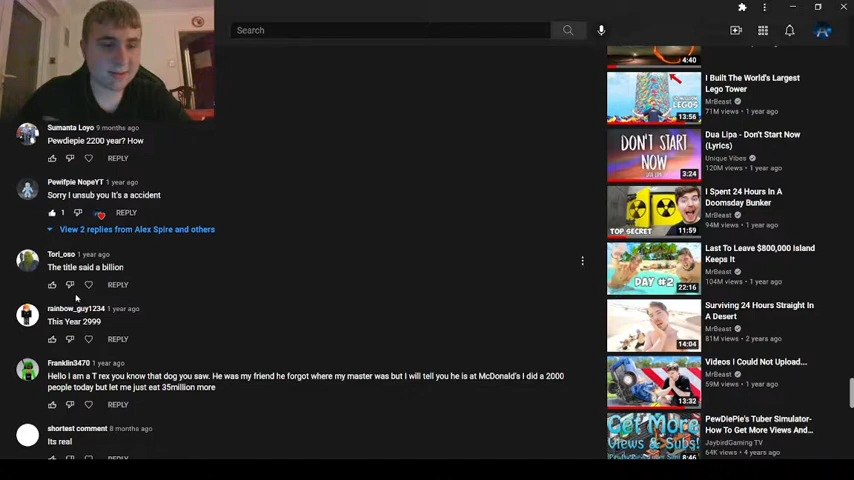 Search
Sumanta Loyo 9 months ago
Pewdiepie 2200 year? How
REPLY
Pewifpie NopeYT 1 year ago
Sorry I unsub you It's a accident
1 REPLY
View 2 replies from Alex Spire and others
Tori_oso 1 year ago
The title said a billion
REPLY
rainbow_guy1234 1 year ago
This Year 2999
REPLY
Franklin3470 1 year ago
Hello I am a T rex you know that dog you saw. He was my friend he forgot where my master was but I will tell you he is at McDonald's I did a 2000
people today but let me just eat 35million more
REPLY
shortest comment 8 months ago
Its real
4:40
I Built The World's Largest
Lego Tower
MrBeast
71M views • 1 year ago
LEGOS
13:56
Dua Lipa - Don't Start Now
(Lyrics)
Unique Vibes
120M views • 1 year ago
DON'T START
NOW
3:24
I Spent 24 Hours In A
Doomsday Bunker
MrBeast
94M views • 1 year ago
TOP SECRET
11:59
Last To Leave $800,000 Island
Keeps It
MrBeast
104M views • 1 year ago
DAY #2
22:16
Surviving 24 Hours Straight In
A Desert
MrBeast
81M views • 2 years ago
14:04
Videos I Could Not Upload...
MrBeast
59M views • 1 year ago
13:32
PewDiePie's Tuber Simulator-
How To Get More Views And...
JaybirdGaming TV
64K views • 4 years ago
Get More
Views & Subs!
8:46